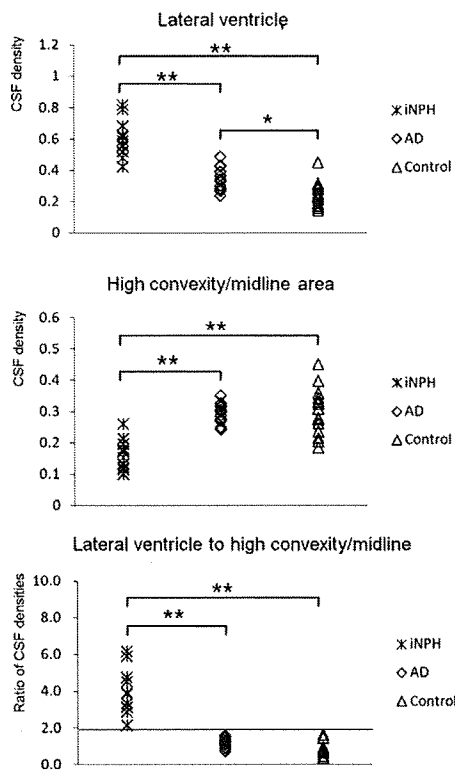 Lateral ventricle
CSF density
1.2
1
0.8
0.6
0.4
0.2
0
**
**
*
iNPH
AD
Control
High convexity/midline area
CSF density
0.6
0.5
0.4
0.3
0.2
0.1
0
**
**
iNPH
AD
Control
Lateral ventricle to high convexity/midline
Ratio of CSF densities
10.0
8.0
6.0
4.0
2.0
0.0
**
**
iNPH
AD
Control